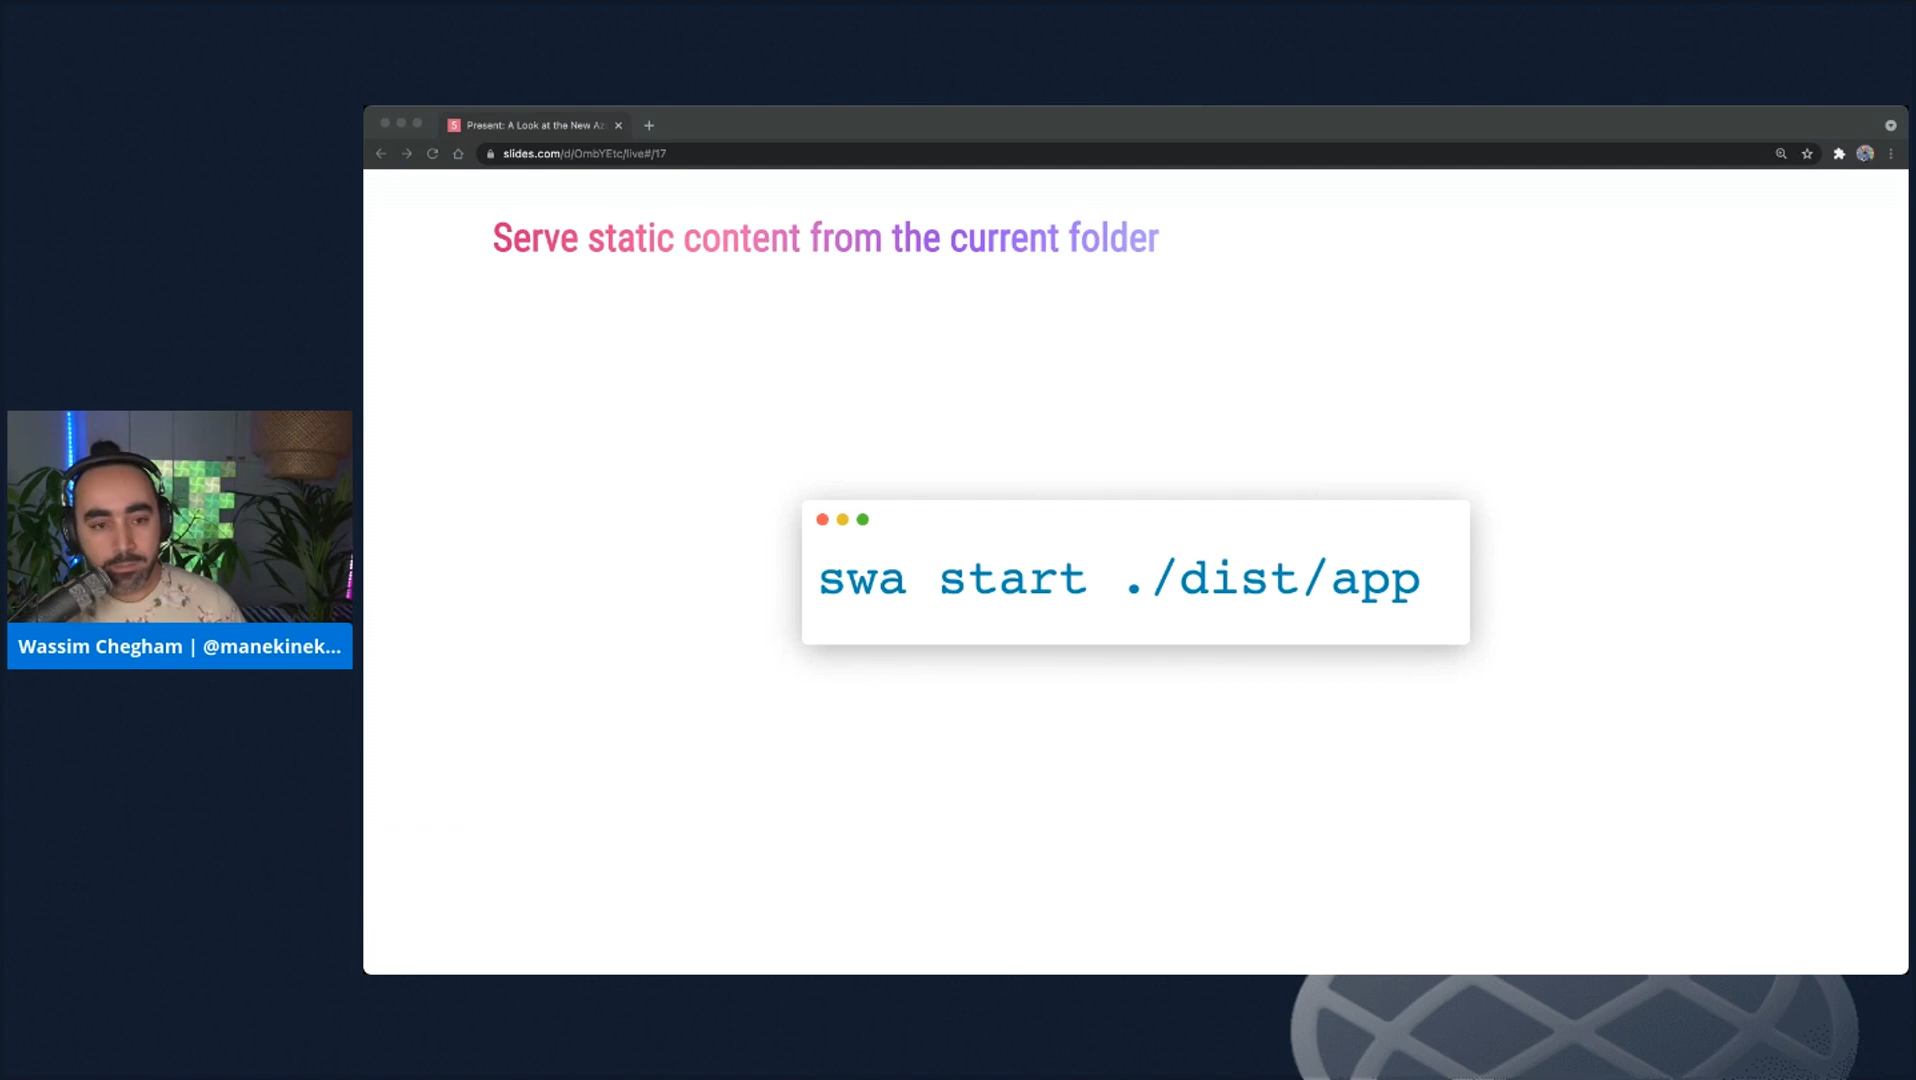 Present: A Look at the New Az
slides.com/d/OmbYEtc/live#/17
Serve static content from the current folder
swa start ./dist/app
Wassim Chegham | @manekinek...